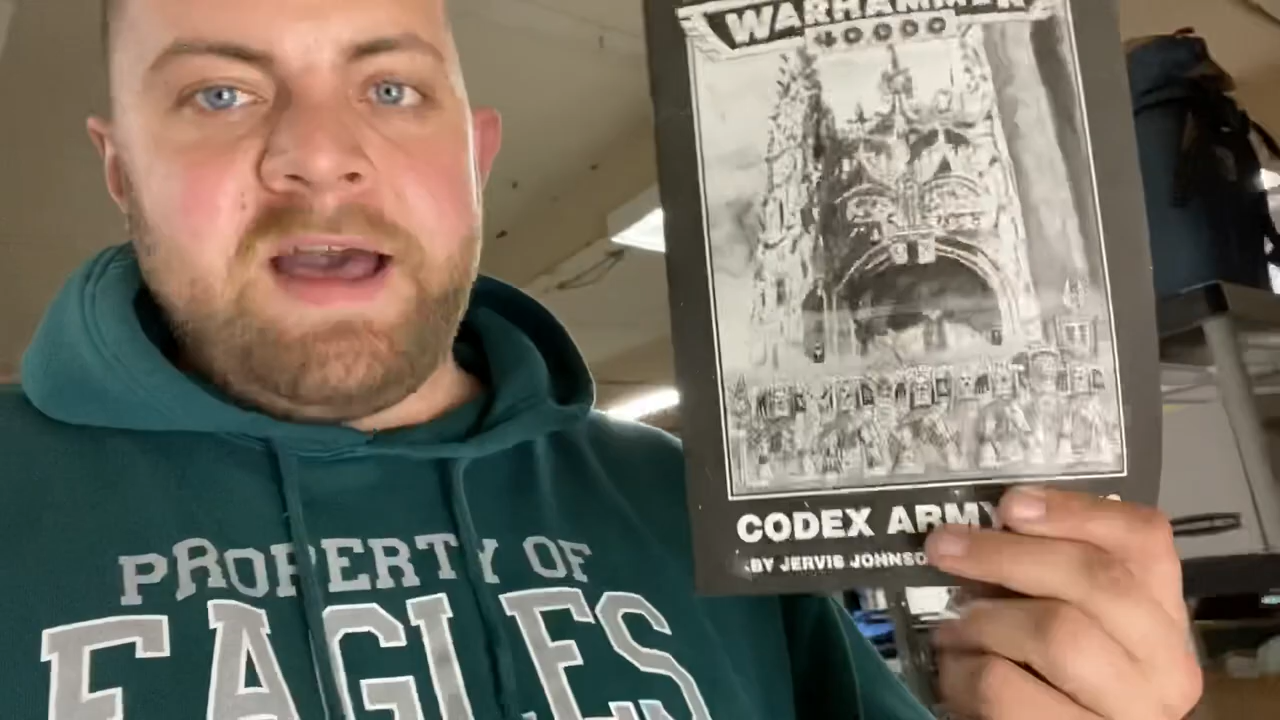 WARHAMMER
40000
CODEX ARMY
BY JERVIS JOHNSO
PROPERTY OF
EAGLES